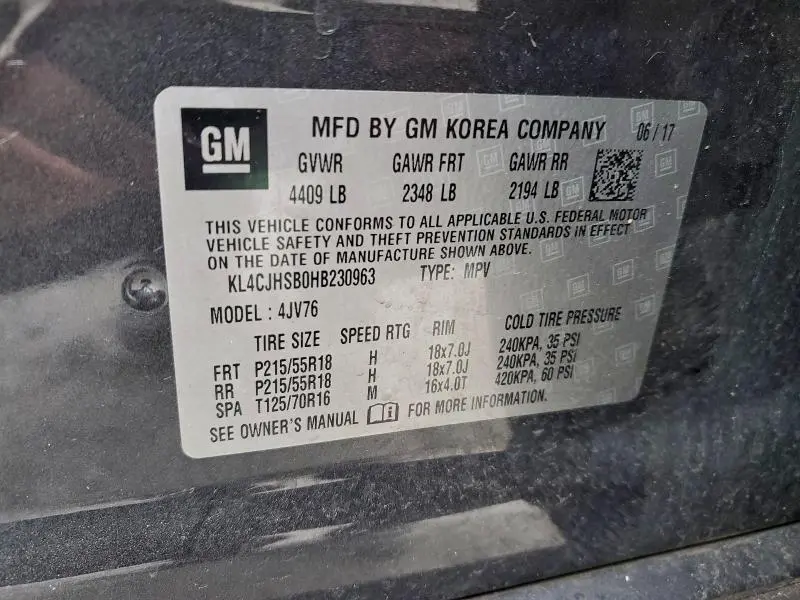 GM
MFD BY GM KOREA COMPANY 06/17
GVWR GAWR FRT GAWR RR
4409 LB 2348 LB 2194 LB
THIS VEHICLE CONFORMS TO ALL APPLICABLE U.S. FEDERAL MOTOR
VEHICLE SAFETY AND THEFT PREVENTION STANDARDS IN EFFECT
ON THE DATE OF MANUFACTURE SHOWN ABOVE.
KL4CJHSB0HB230963 TYPE: MPV
MODEL: 4JV76
TIRE SIZE SPEED RTG RIM COLD TIRE PRESSURE
FRT P215/55R18 H 18x7.0J 240KPA, 35 PSI
RR P215/55R18 H 18x7.0J 240KPA, 35 PSI
SPA T125/70R16 M 16x4.0T 420KPA, 60 PSI
SEE OWNER'S MANUAL FOR MORE INFORMATION.